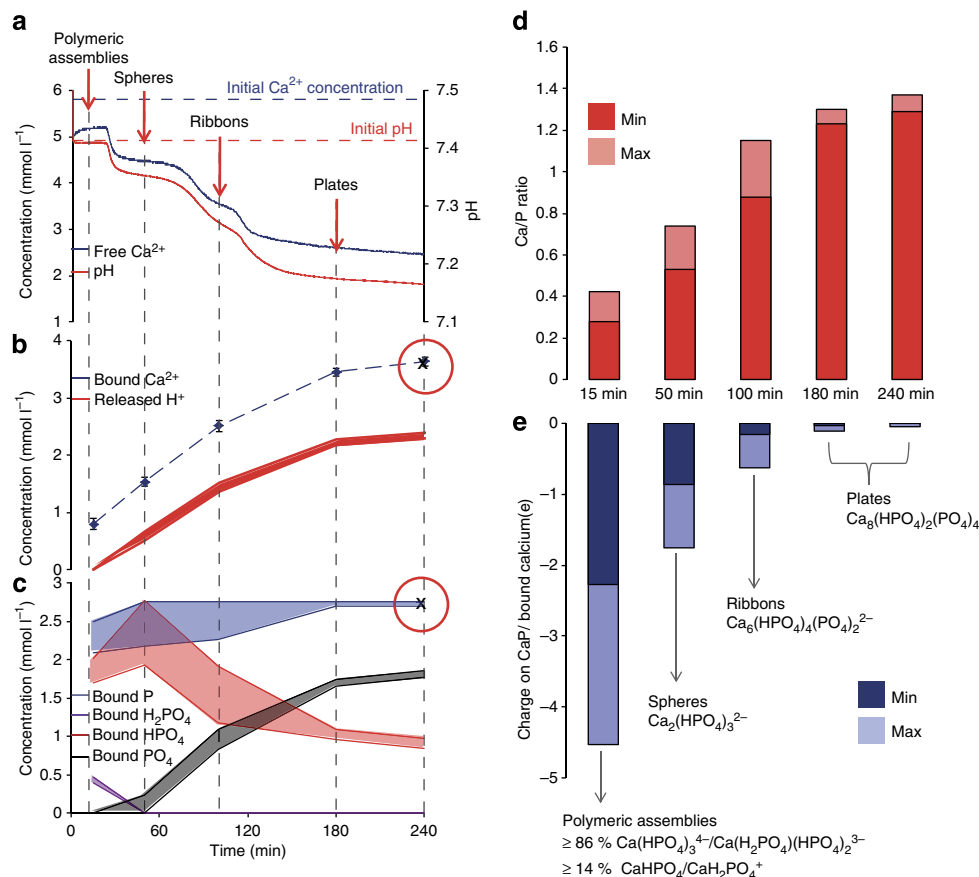 a
Polymeric
assemblies
Spheres
Ribbons
Plates
Initial Ca²⁺ concentration
Initial pH
Concentration (mmol l⁻¹)
6
5
4
3
2
1
7.5
7.4
7.3
7.2
7.1
pH
Free Ca²⁺
pH
b
Concentration (mmol l⁻¹)
4
3
2
1
0
Bound Ca²⁺
Released H⁺
x
c
Concentration (mmol l⁻¹)
3
2.5
2
1.5
1
0.5
0
Bound P
Bound H₂PO₄
Bound HPO₄
Bound PO₄
x
0 60 120 180 240
Time (min)
d
Ca/P ratio
1.6
1.4
1.2
1
0.8
0.6
0.4
0.2
0
Min
Max
15 min 50 min 100 min 180 min 240 min
e
Charge on CaP/ bound calcium(e)
0
–1
–2
–3
–4
–5
Plates
Ca₈(HPO₄)₂(PO₄)₄
Ribbons
Ca₆(HPO₄)₄(PO₄)₂²⁻
Spheres
Ca₂(HPO₄)₃²⁻
Min
Max
Polymeric assemblies
≥ 86 % Ca(HPO₄)₃⁴⁻/Ca(H₂PO₄)(HPO₄)₂³⁻
≥ 14 % CaHPO₄/CaH₂PO₄⁺